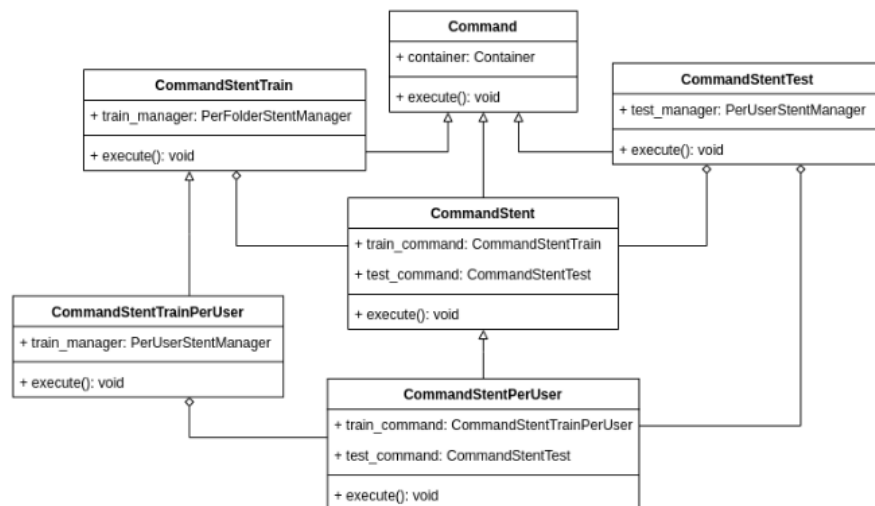 Command
+ container: Container
+ execute(): void
CommandStentTrain
+ train_manager: PerFolderStentManager
+ execute(): void
CommandStentTest
+ test_manager: PerUserStentManager
+ execute(): void
CommandStent
+ train_command: CommandStentTrain
+ test_command: CommandStentTest
+ execute(): void
CommandStentTrainPerUser
+ train_manager: PerUserStentManager
+ execute(): void
CommandStentPerUser
+ train_command: CommandStentTrainPerUser
+ test_command: CommandStentTest
+ execute(): void